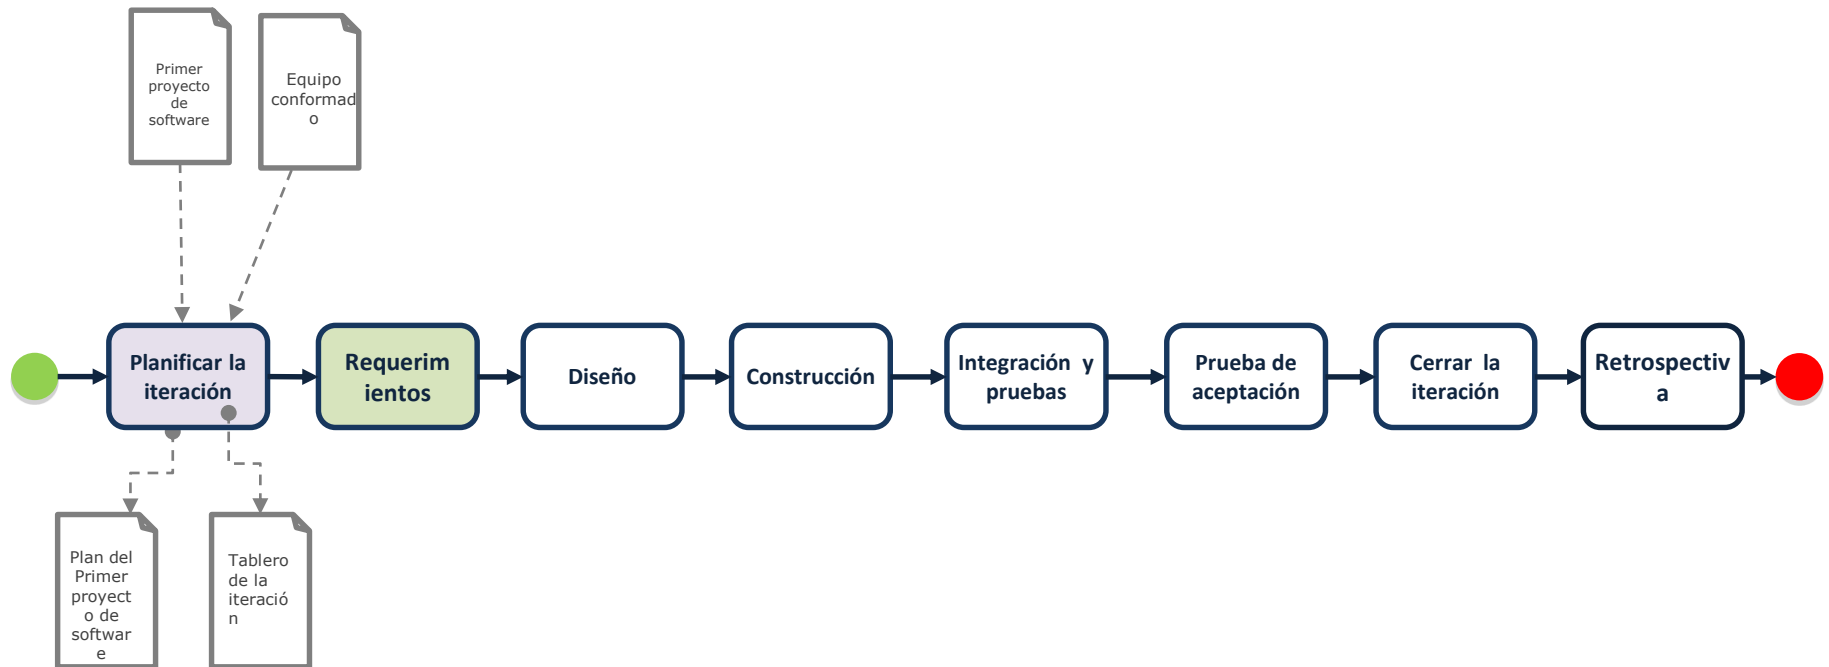 Primer
proyecto
de
software
Equipo
conformad
o
Planificar la
iteración
Requerim
ientos
Diseño
Construcción
Integración y
pruebas
Prueba de
aceptación
Cerrar la
iteración
Retrospectiv
a
Plan del
Primer
proyect
o de
softwar
e
Tablero
de la
iteració
n